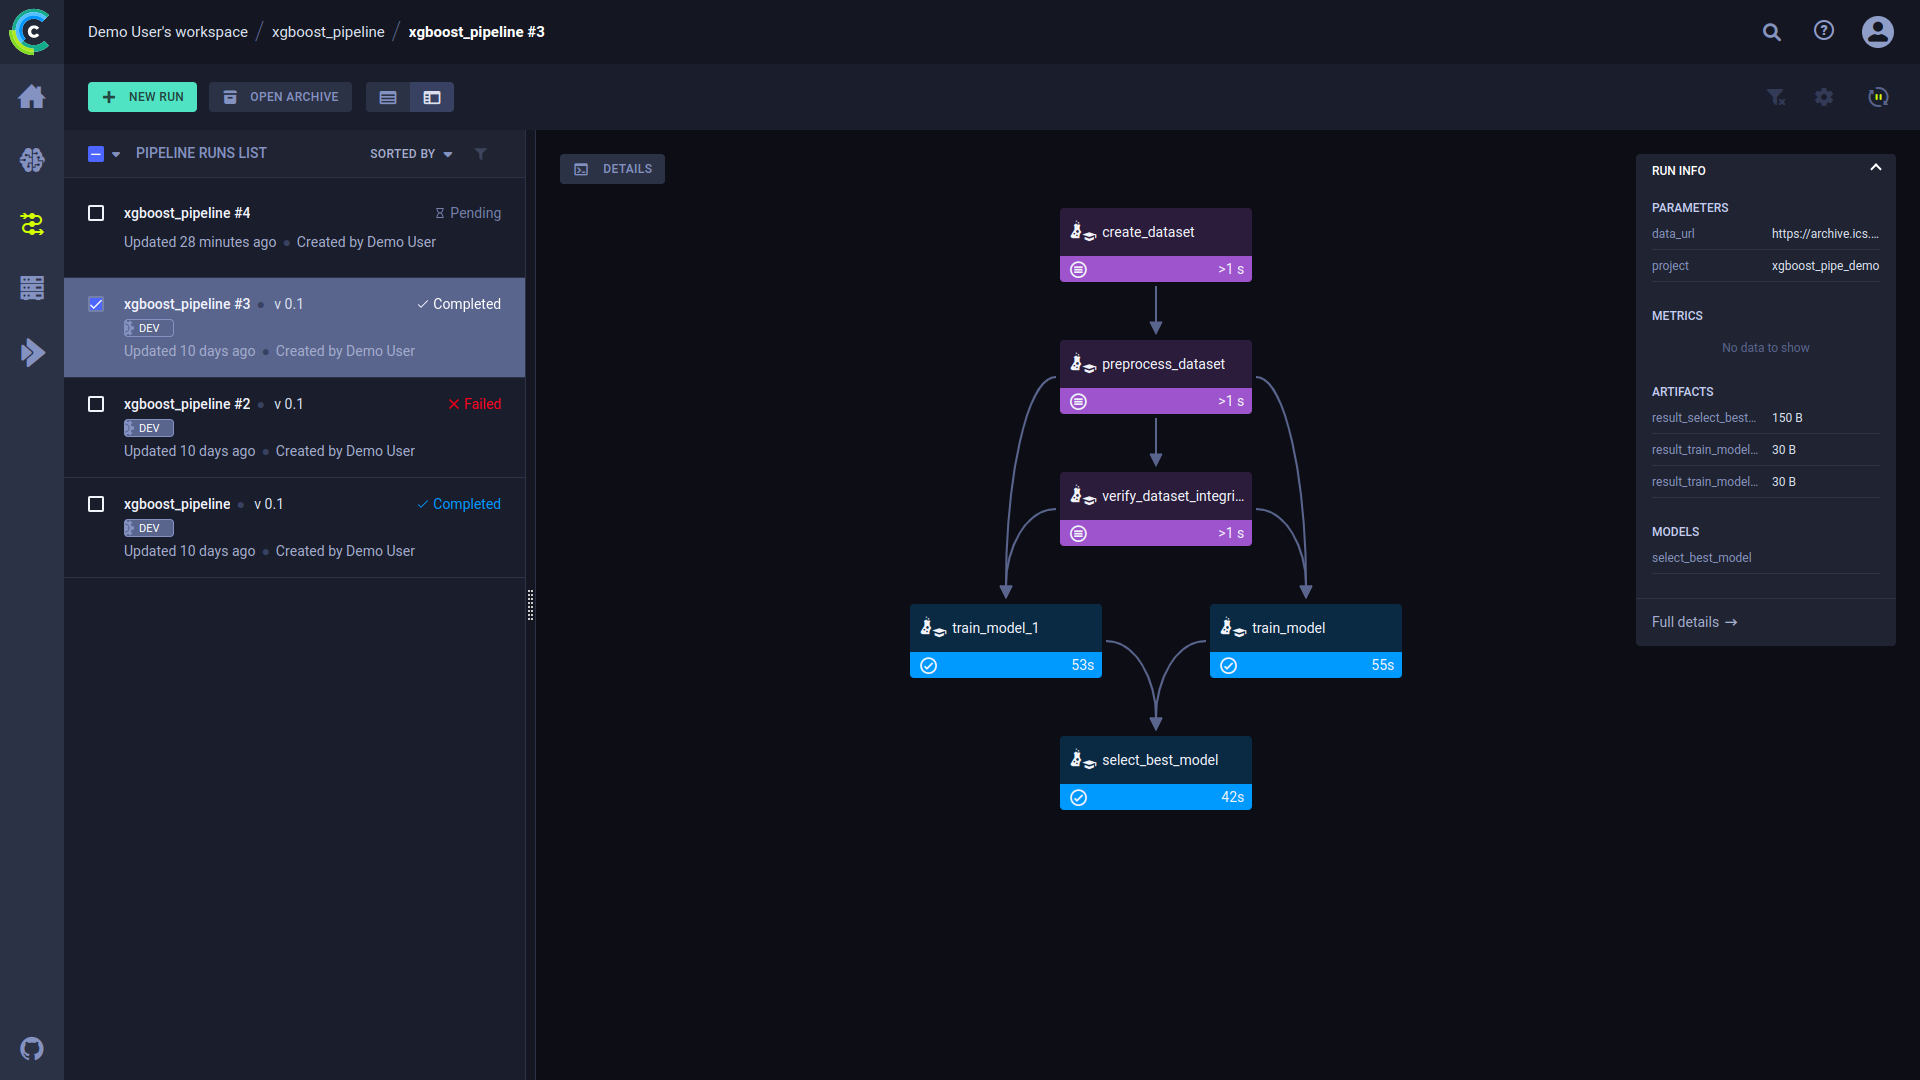 Demo User's workspace / xgboost_pipeline / xgboost_pipeline #3
NEW RUN
OPEN ARCHIVE
PIPELINE RUNS LIST
SORTED BY
xgboost_pipeline #4
Pending
Updated 28 minutes ago • Created by Demo User
xgboost_pipeline #3 • v 0.1
Completed
DEV
Updated 10 days ago • Created by Demo User
xgboost_pipeline #2 • v 0.1
Failed
DEV
Updated 10 days ago • Created by Demo User
xgboost_pipeline • v 0.1
Completed
DEV
Updated 10 days ago • Created by Demo User
DETAILS
create_dataset
>1 s
preprocess_dataset
>1 s
verify_dataset_integri...
>1 s
train_model_1
53s
train_model
55s
select_best_model
42s
RUN INFO
PARAMETERS
data_url https://archive.ics....
project xgboost_pipe_demo
METRICS
No data to show
ARTIFACTS
result_select_best... 150 B
result_train_model... 30 B
result_train_model... 30 B
MODELS
select_best_model
Full details →